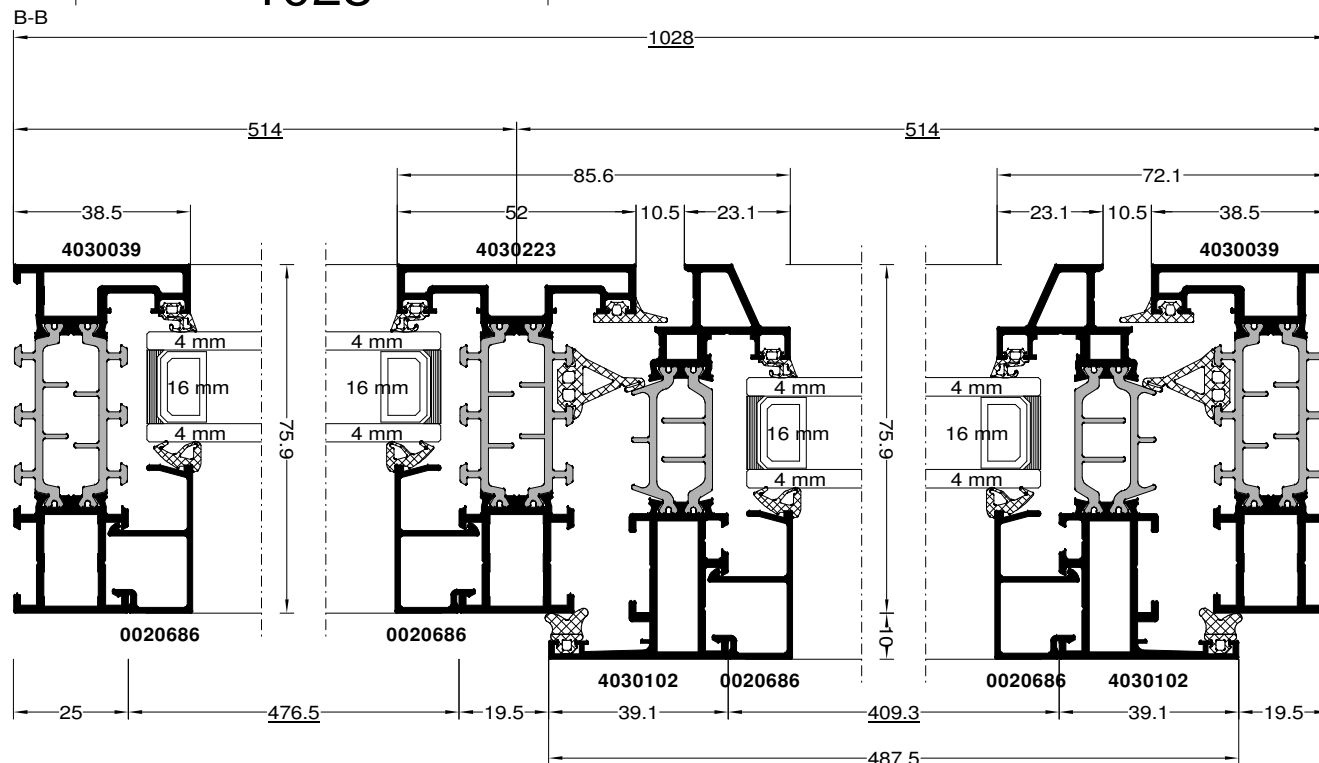 1028
B-B
1028
514 514
85.6 72.1
38.5 52 10.5 23.1 23.1 10.5 38.5
4030039 4030223 4030039
4 mm 4 mm
16 mm 16 mm 4 mm 4 mm
4 mm 4 mm 16 mm 16 mm
75.9 75.9
4 mm 4 mm
0020686 0020686 10
4030102 0020686 0020686 4030102
25 476.5 19.5 39.1 409.3 39.1 19.5
487.5